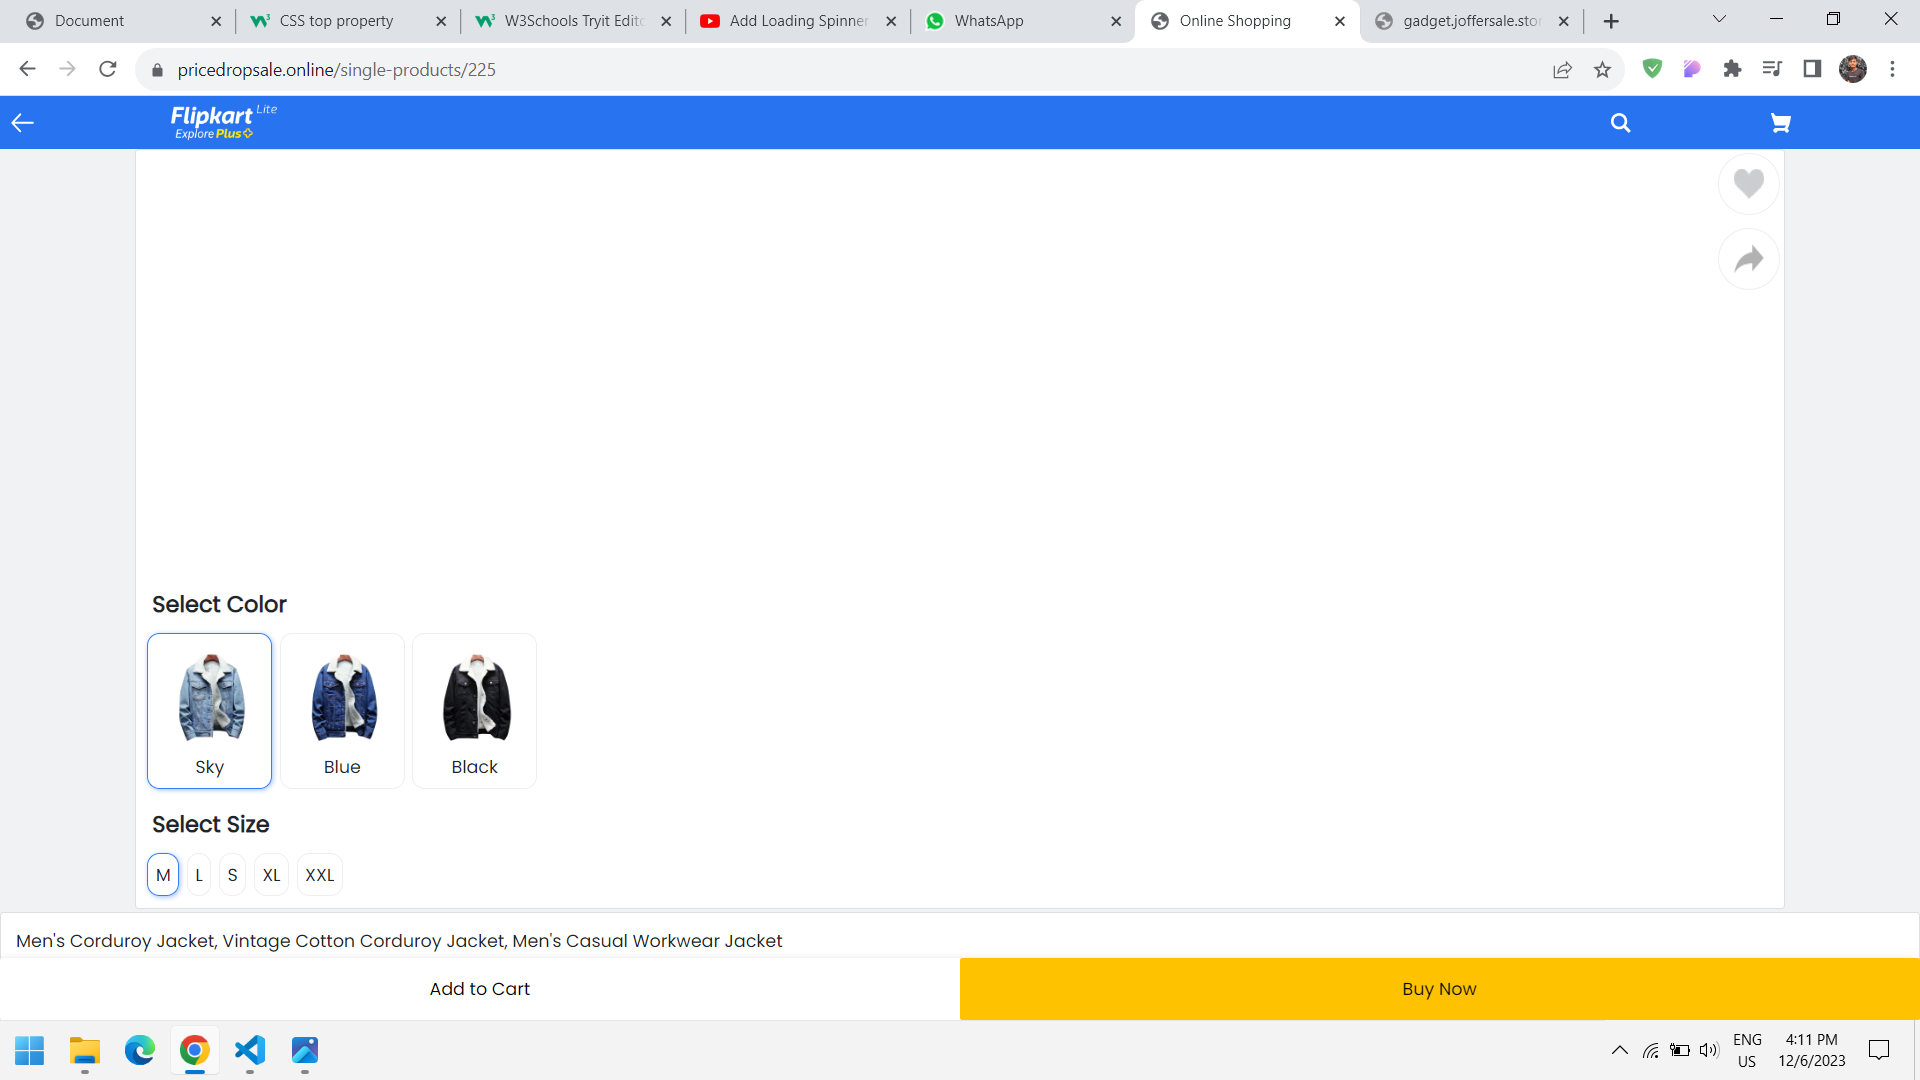 Document
CSS top property
W3Schools Tryit Edit
Add Loading Spinner
WhatsApp
Online Shopping
gadget.joffersale.sto
pricedropsale.online/single-products/225
Flipkart Lite
Explore Plus
Select Color
Sky
Blue
Black
Select Size
M
L
S
XL
XXL
Men's Corduroy Jacket, Vintage Cotton Corduroy Jacket, Men's Casual Workwear Jacket
Add to Cart
Buy Now
ENG
US
4:11 PM
12/6/2023